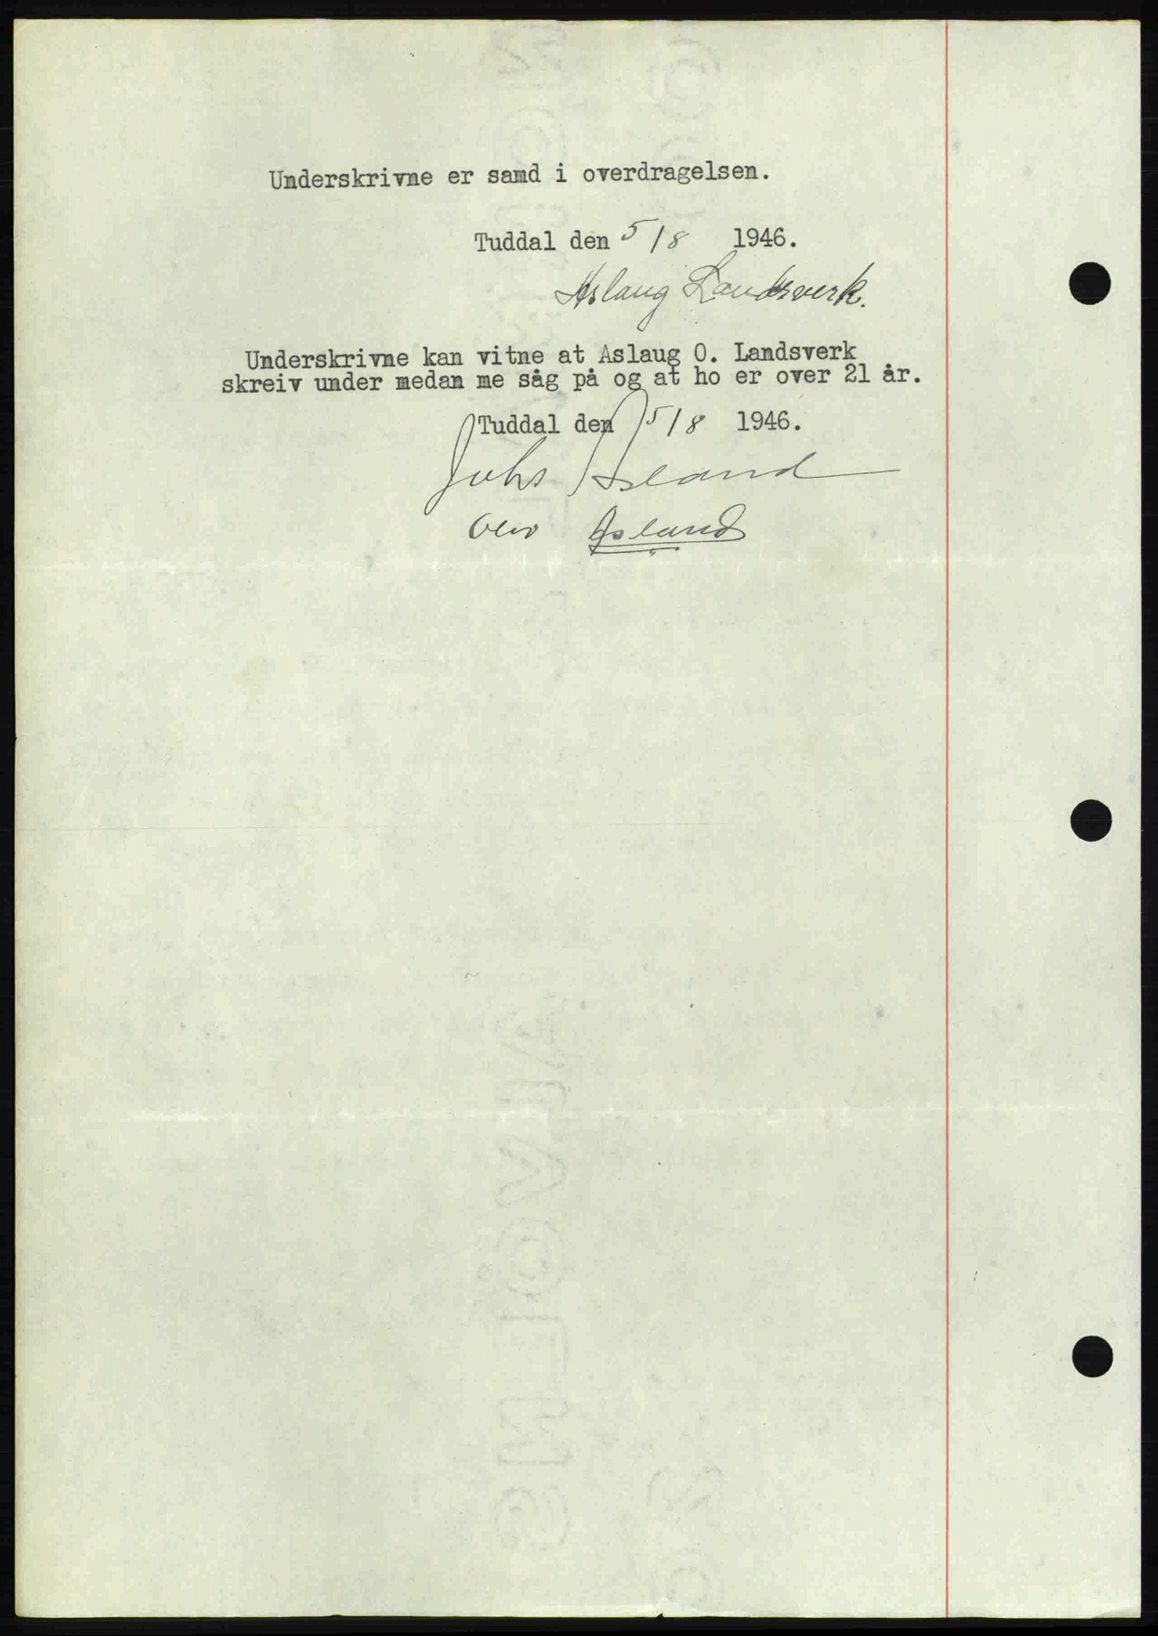 Underskrivne er samd i overdragelsen.
Tuddal den 5/8 1946.
Aslaug Landsverk.
Underskrivne kan vitne at Aslaug O. Landsverk
skreiv under medan me såg på og at ho er over 21 år.
Tuddal den 5/8 1946.
Johs Åsland
Olav Åsland